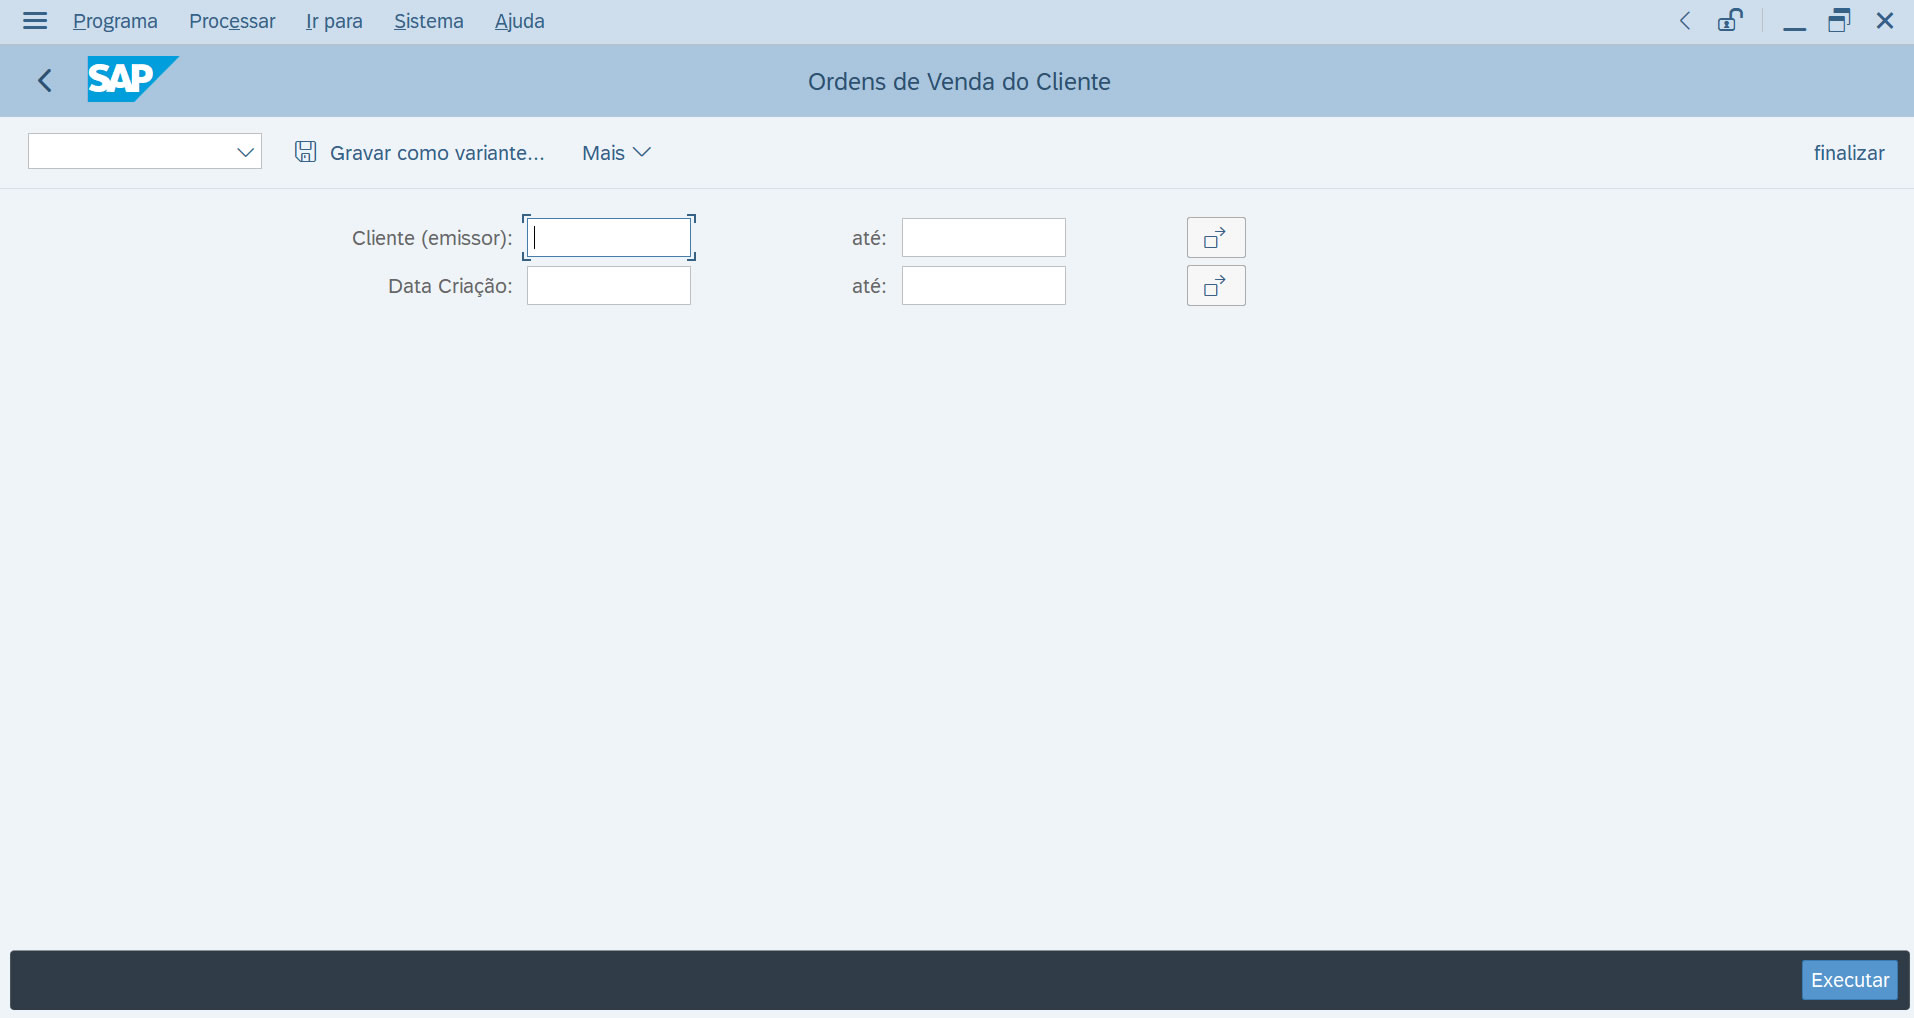 Programa Processar Ir para Sistema Ajuda
SAP Ordens de Venda do Cliente
Gravar como variante... Mais finalizar
Cliente (emissor): até:
Data Criação: até:
Executar